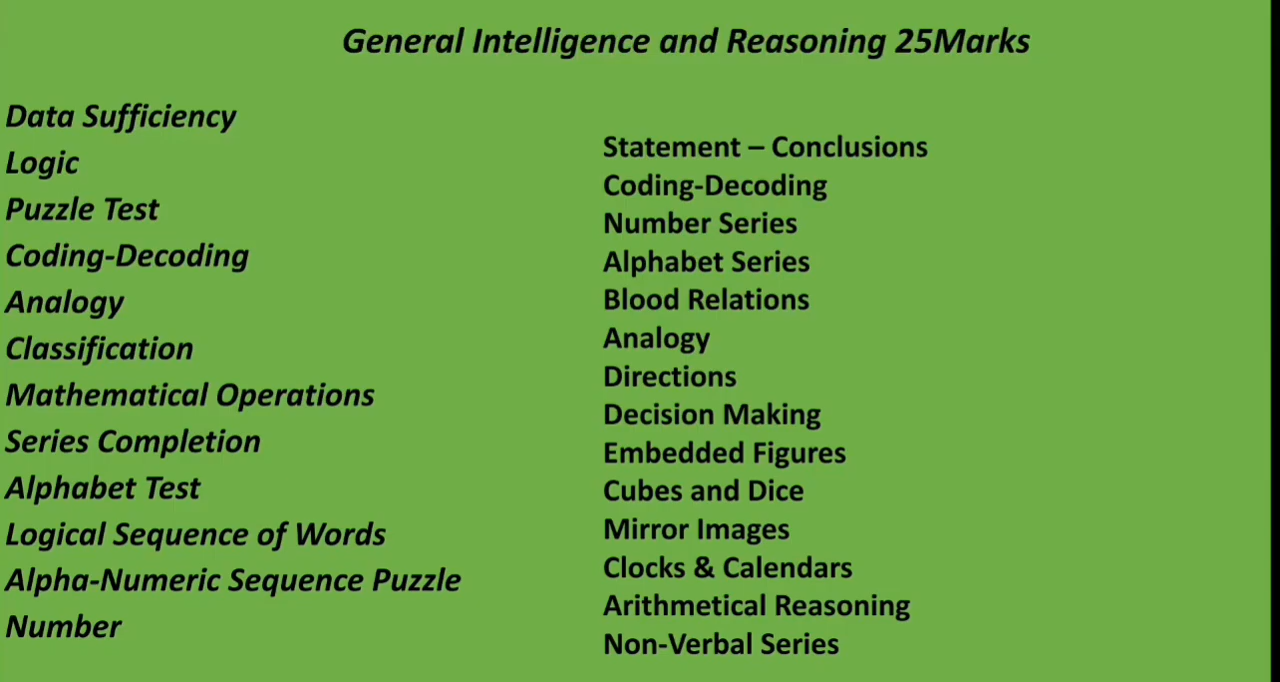 General Intelligence and Reasoning 25Marks
Data Sufficiency
Logic
Puzzle Test
Coding-Decoding
Analogy
Classification
Mathematical Operations
Series Completion
Alphabet Test
Logical Sequence of Words
Alpha-Numeric Sequence Puzzle
Number
Statement – Conclusions
Coding-Decoding
Number Series
Alphabet Series
Blood Relations
Analogy
Directions
Decision Making
Embedded Figures
Cubes and Dice
Mirror Images
Clocks & Calendars
Arithmetical Reasoning
Non-Verbal Series